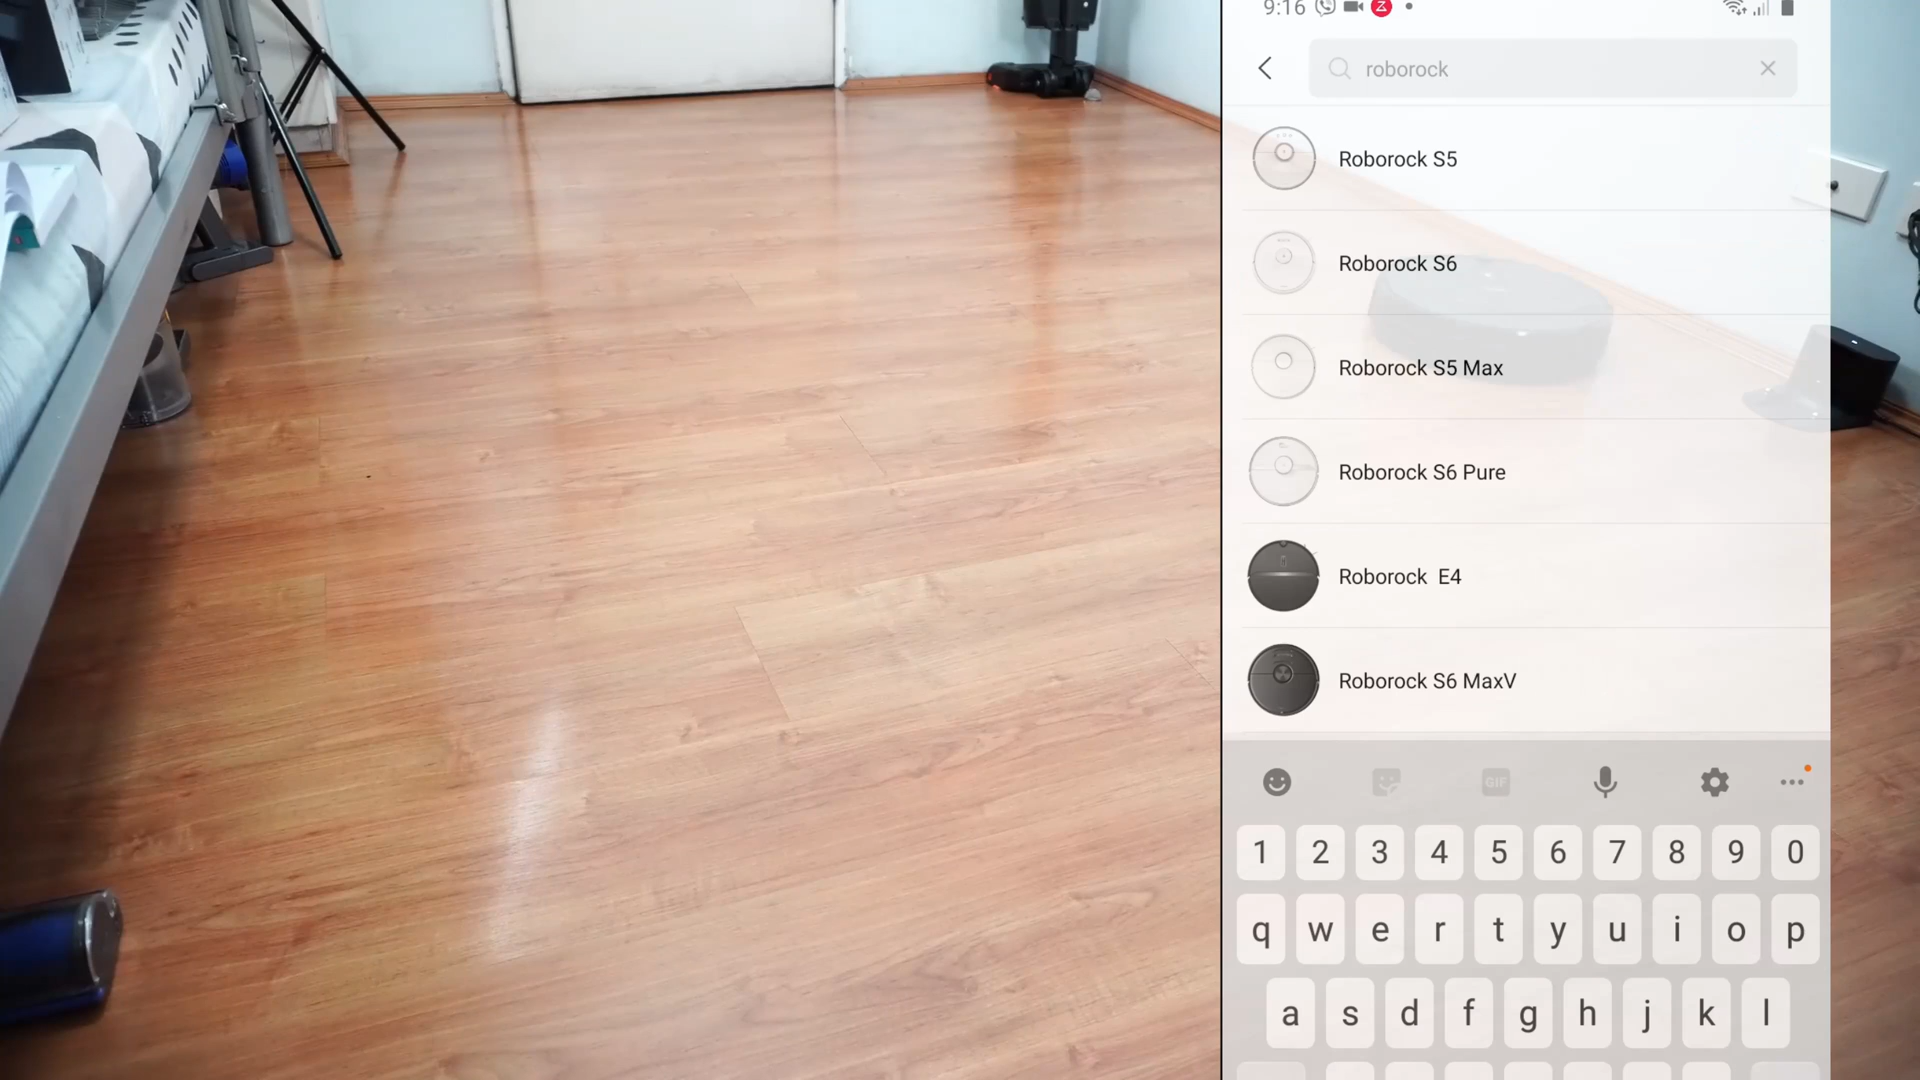 9:16
roborock
Roborock S5
Roborock S6
Roborock S5 Max
Roborock S6 Pure
Roborock E4
Roborock S6 MaxV
GIF
1 2 3 4 5 6 7 8 9 0
q w e r t y u i o p
a s d f g h j k l